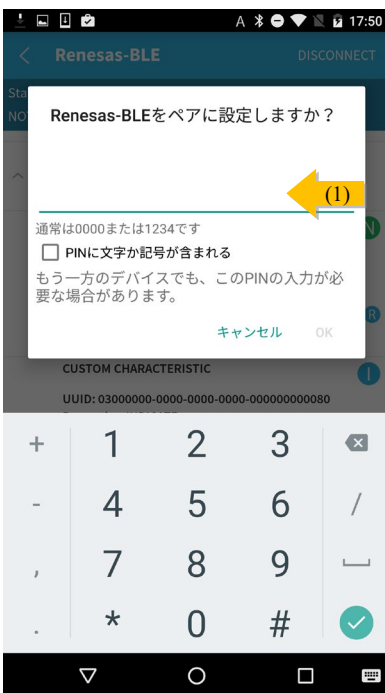 A 17:50
Renesas-BLE DISCONNECT
Sta
NO
Renesas-BLEをペアに設定しますか？
(1)
通常は0000または1234です
N
PINに文字か記号が含まれる
もう一方のデバイスでも、このPINの入力が必
要な場合があります。
R
キャンセル OK
CUSTOM CHARACTERISTIC
I
UUID: 03000000-0000-0000-0000-000000000080
+ 1 2 3
- 4 5 6 /
, 7 8 9
. * 0 #